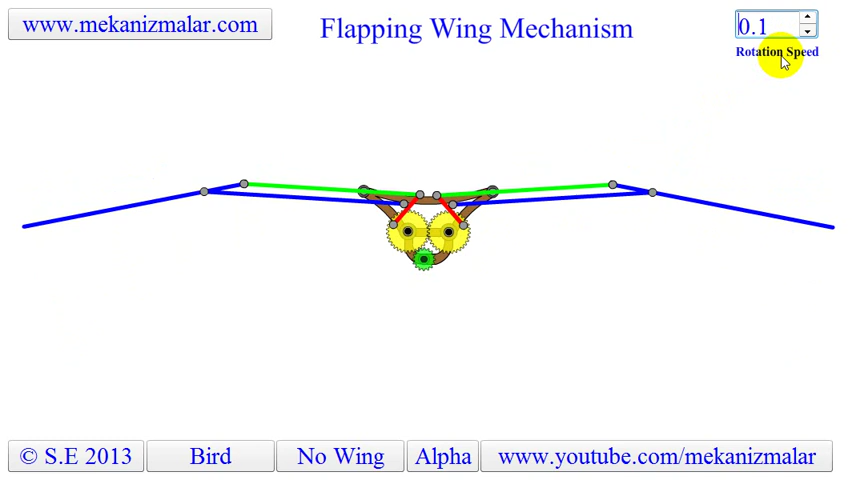 www.mekanizmalar.com
Flapping Wing Mechanism
0.1
Rotation Speed
© S.E 2013
Bird
No Wing
Alpha
www.youtube.com/mekanizmalar